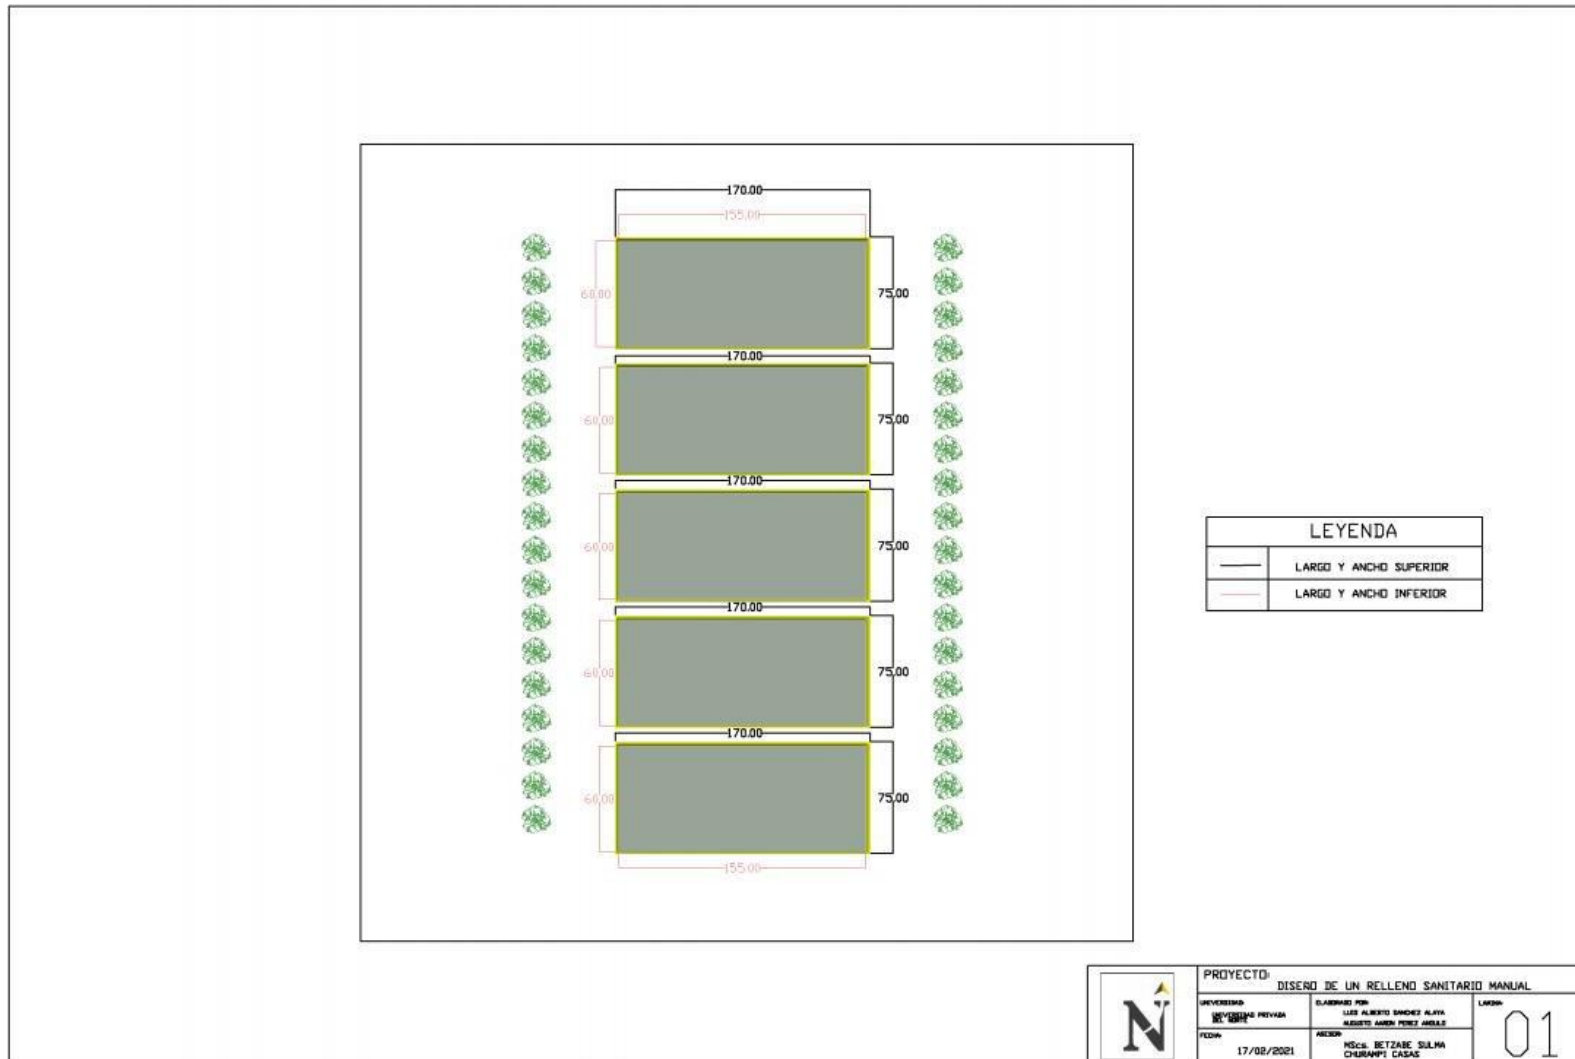 170.00
155.00
60.00
75.00
170.00
60.00
75.00
170.00
60.00
75.00
170.00
60.00
75.00
170.00
60.00
75.00
155.00
LEYENDA
LARGO Y ANCHO SUPERIOR
LARGO Y ANCHO INFERIOR
N
PROYECTO:
DISEÑO DE UN RELLENO SANITARIO MANUAL
UNIVERSIDAD:
UNIVERSIDAD PRIVADA
DEL NORTE
ELABORADO POR:
LUIS ALBERTO SANCHEZ ALAYA
AUGUSTO AARON PEREZ ANGULO
LAMINA:
01
FECHA:
17/02/2021
ASESOR:
MScs. BETZABE SULMA
CHURAMPI CASAS